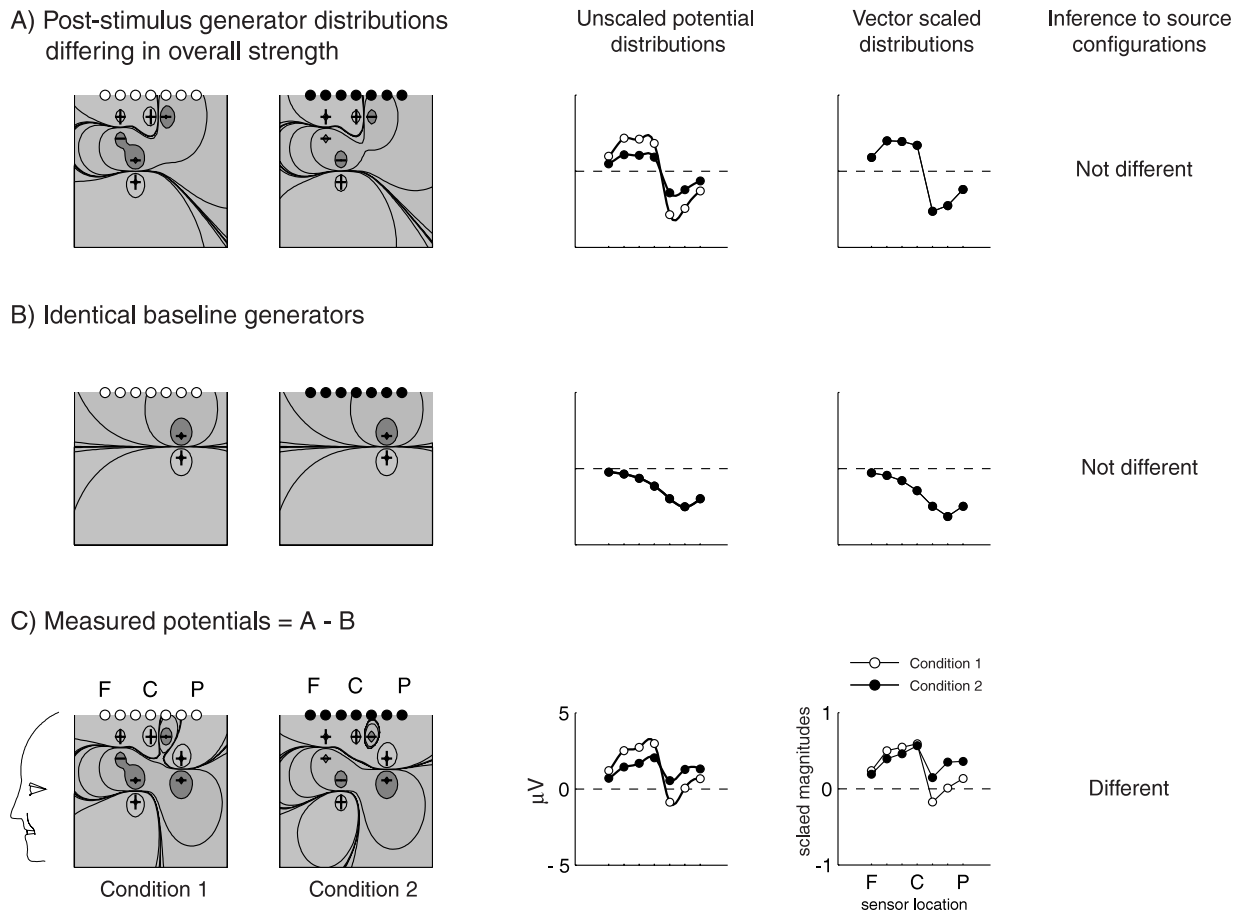 A) Post-stimulus generator distributions
differing in overall strength
Unscaled potential
distributions
Vector scaled
distributions
Inference to source
configurations
Not different
B) Identical baseline generators
Not different
C) Measured potentials = A - B
F C P
F C P
Condition 1
Condition 2
5
0
- 5
μV
Condition 1
Condition 2
1
0
-1
sclaed magnitudes
F C P
sensor location
Different